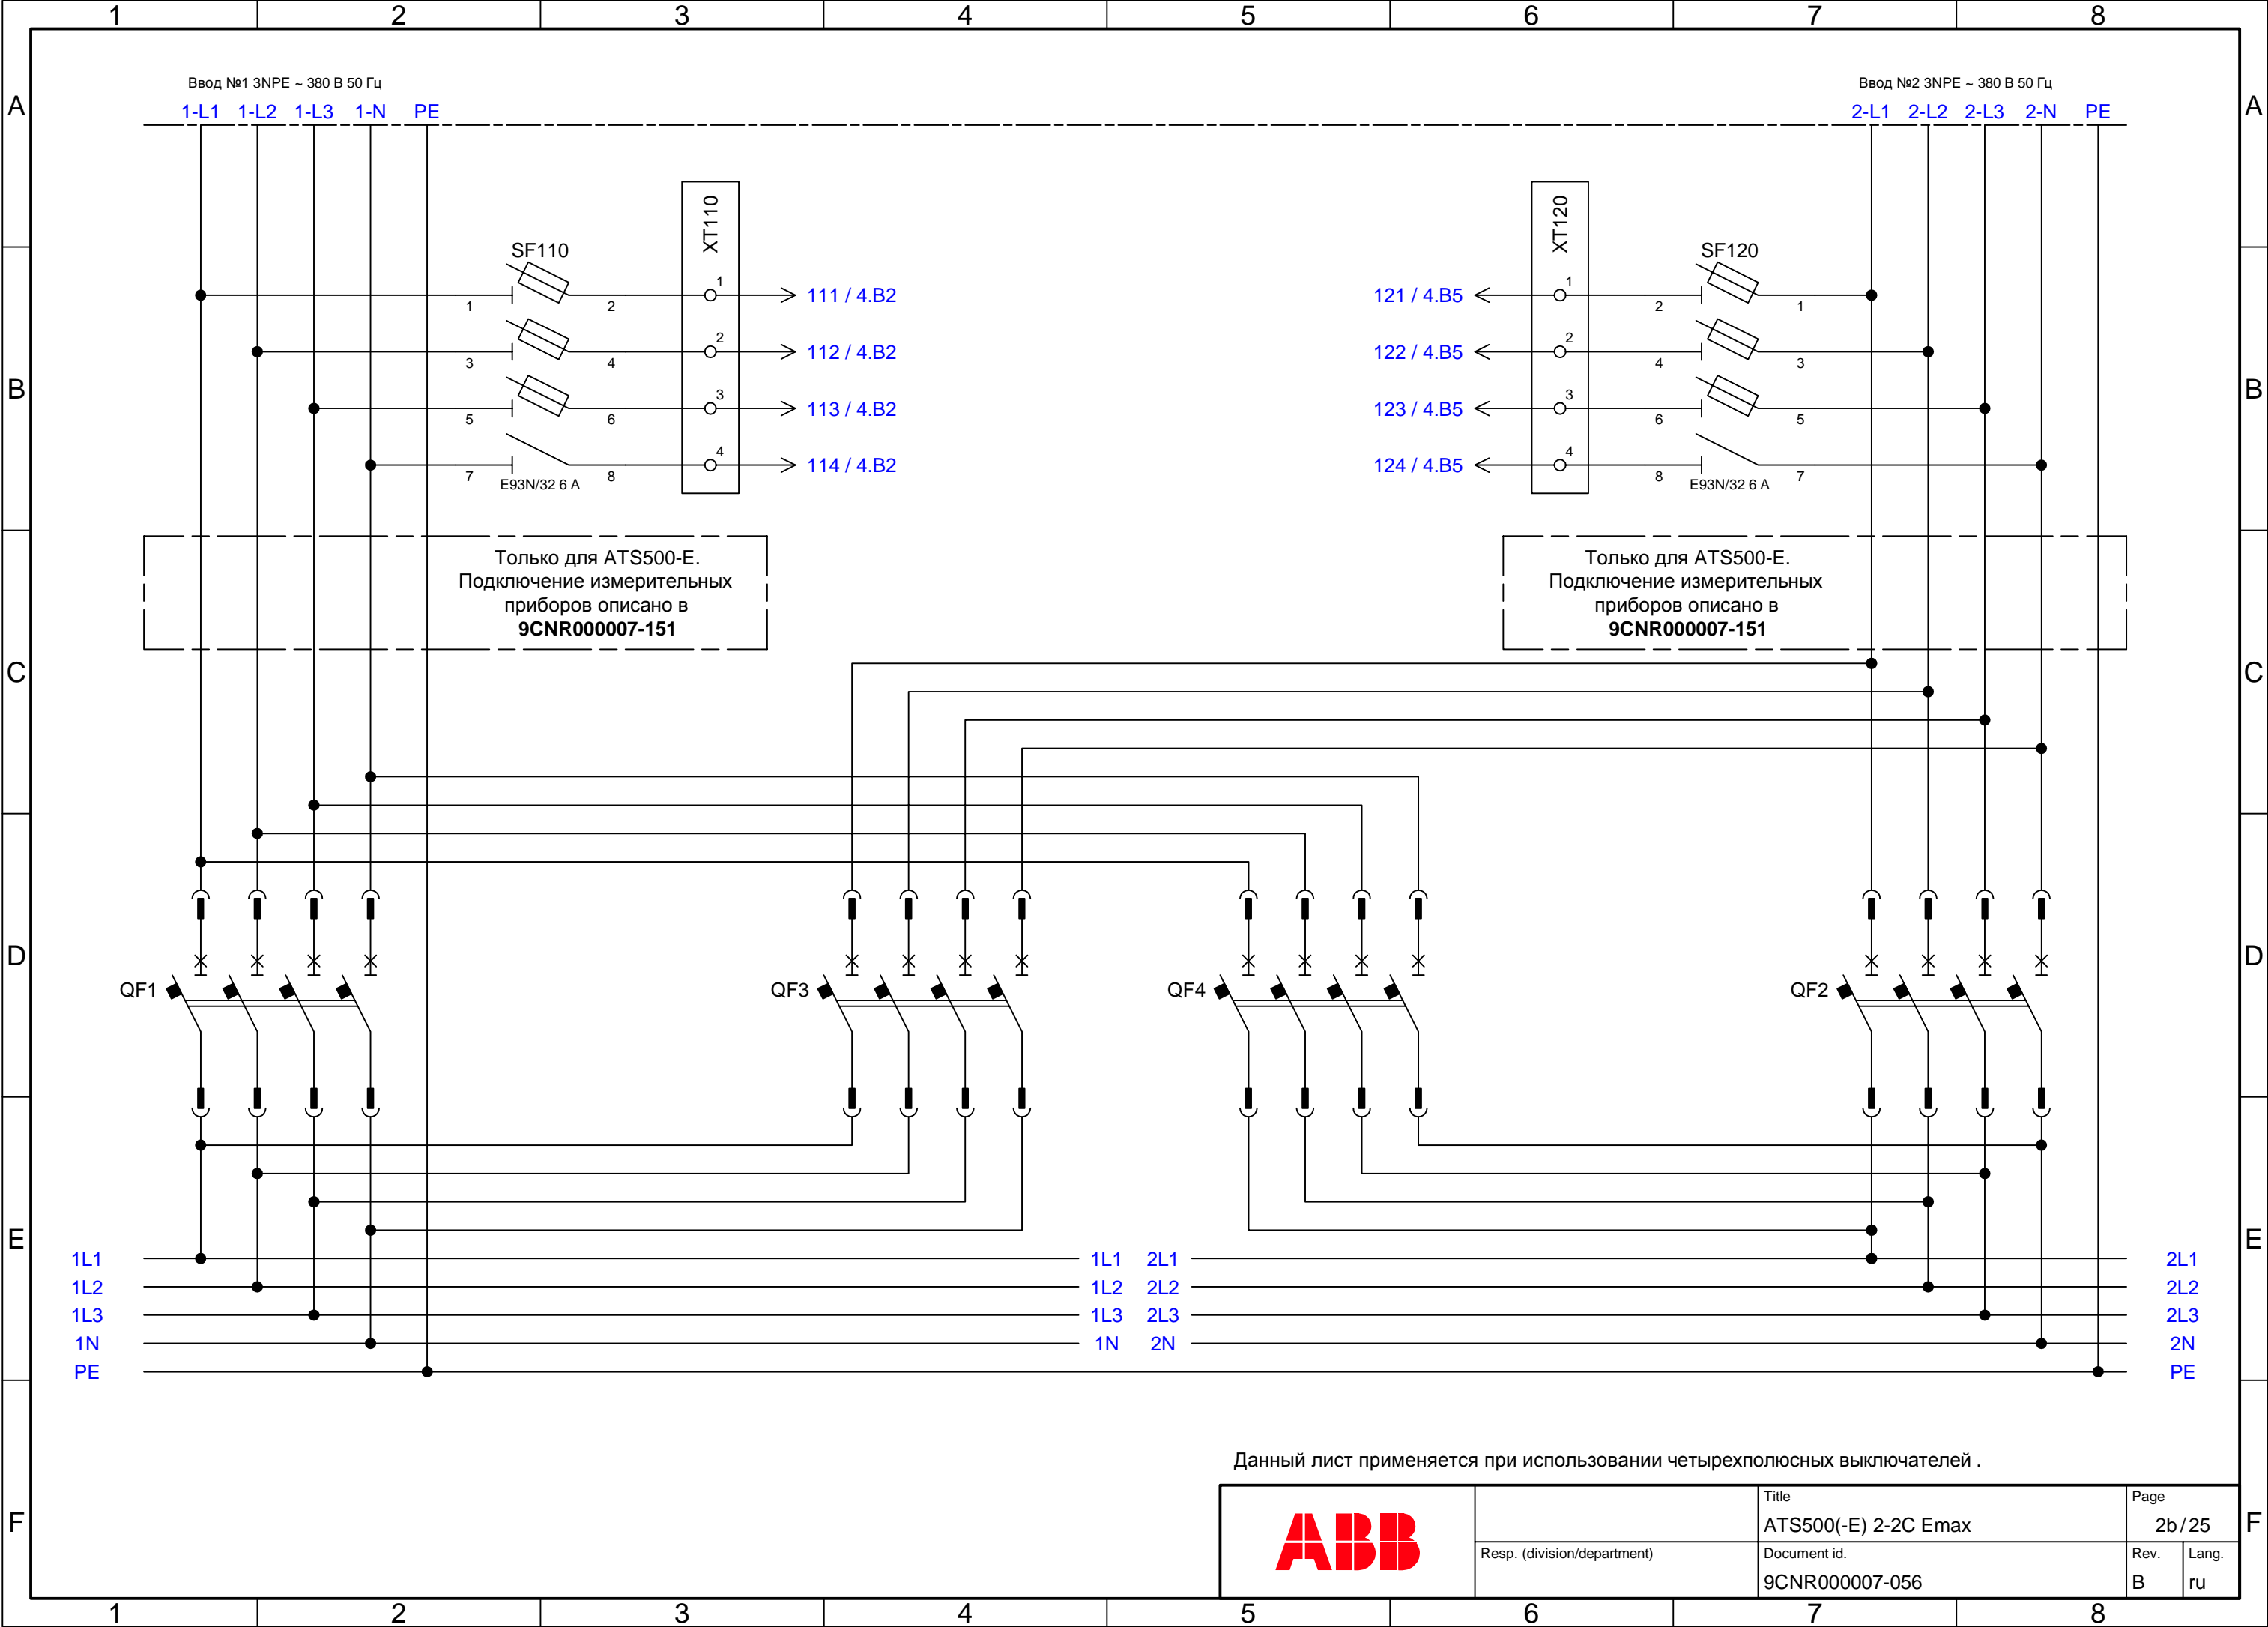 1 2 3 4 5 6 7 8
Ввод №1 3NPE ~ 380 В 50 Гц
Ввод №2 3NPE ~ 380 В 50 Гц
A
1-L1 1-L2 1-L3 1-N PE
2-L1 2-L2 2-L3 2-N PE
A
XT110
XT120
SF110
SF120
1 2 1 111 / 4.B2
121 / 4.B5 1 2 1
3 4 2 112 / 4.B2
122 / 4.B5 2 4 3
B
B
5 6 3 113 / 4.B2
123 / 4.B5 3 6 5
7 8 4 114 / 4.B2
124 / 4.B5 4 8 7
E93N/32 6 A
E93N/32 6 A
Только для ATS500-E.
Подключение измерительных
приборов описано в
9CNR000007-151
Только для ATS500-E.
Подключение измерительных
приборов описано в
9CNR000007-151
C
C
D
D
QF1
QF3
QF4
QF2
E
E
1L1 1L1 2L1 2L1
1L2 1L2 2L2 2L2
1L3 1L3 2L3 2L3
1N 1N 2N 2N
PE PE
Данный лист применяется при использовании четырехполюсных выключателей .
F
F
ABB
Title
ATS500(-E) 2-2C Emax
Page
2b/25
Resp. (division/department)
Document id.
9CNR000007-056
Rev.
B
Lang.
ru
1 2 3 4 5 6 7 8